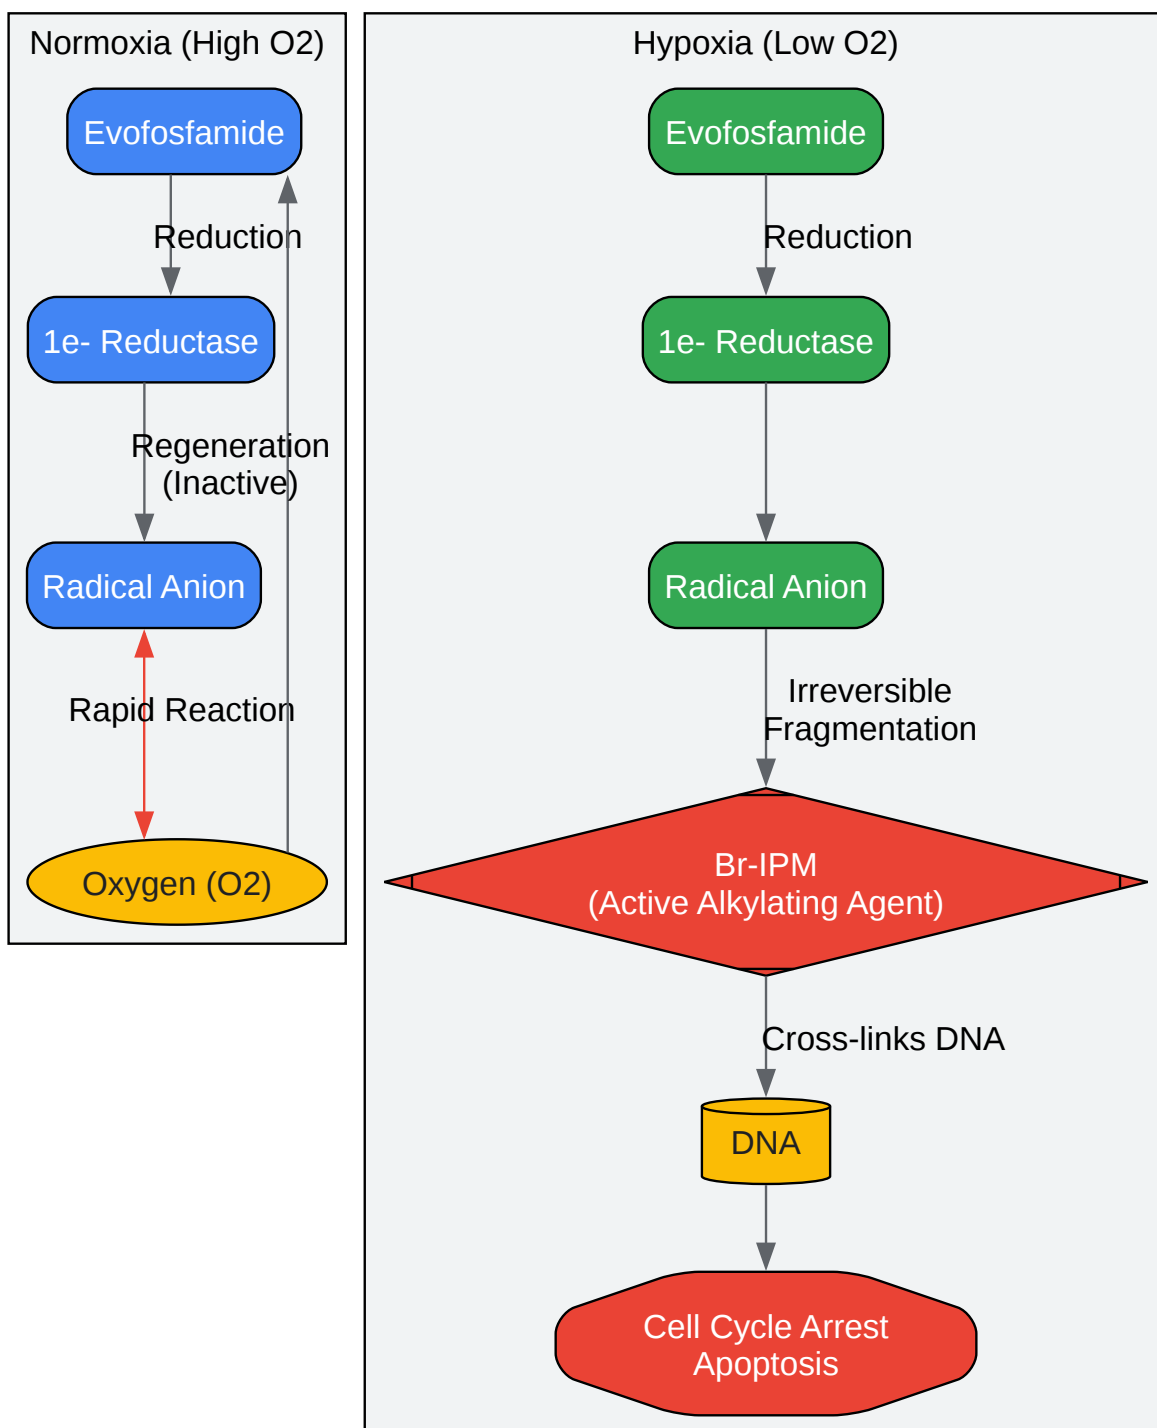 Normoxia (High O2)
Evofosfamide
Reduction
1e- Reductase
Regeneration
(Inactive)
Radical Anion
Rapid Reaction
Oxygen (O2)
Hypoxia (Low O2)
Evofosfamide
Reduction
1e- Reductase
Radical Anion
Irreversible
Fragmentation
Br-IPM
(Active Alkylating Agent)
Cross-links DNA
DNA
Cell Cycle Arrest
Apoptosis